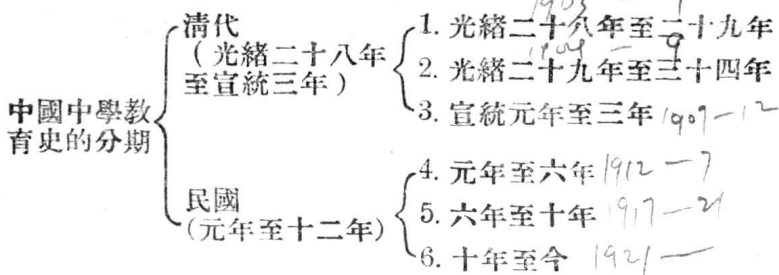 中國中學教
育史的分期
清代
(光緒二十八年
至宣統三年)
1. 光緒二十八年至二十九年
2. 光緒二十九年至三十四年
3. 宣統元年至三年 1909—12
民國
(元年至十二年)
4. 元年至六年 1912—7
5. 六年至十年 1917—21
6. 十年至今 1921—